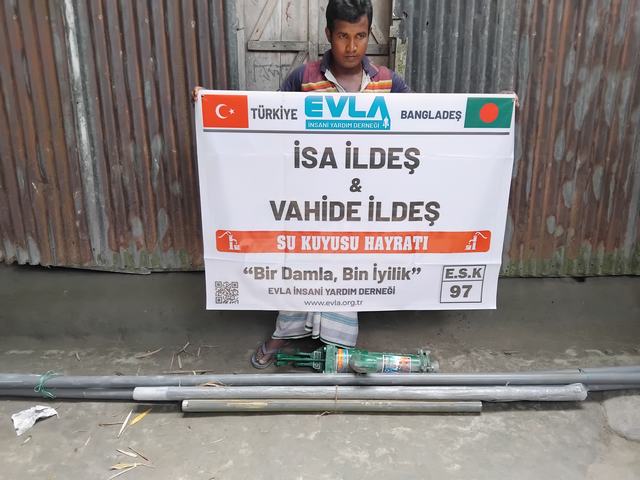 TÜRKİYE EVLA BANGLADEŞ
İNSANİ YARDIM DERNEĞİ
İSA İLDEŞ
&
VAHİDE İLDEŞ
SU KUYUSU HAYRATI
“Bir Damla, Bin İyilik”
EVLA İNSANİ YARDIM DERNEĞİ
www.evla.org.tr
E.S.K
97